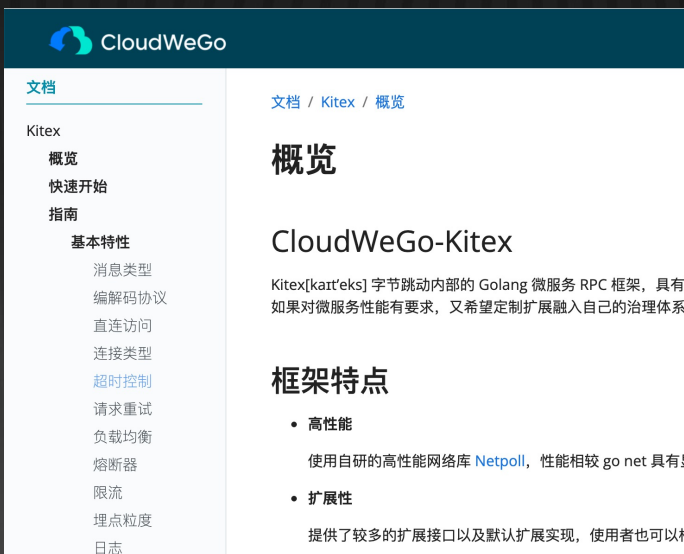 CloudWeGo
文档
Kitex
概览
快速开始
指南
基本特性
消息类型
编解码协议
直连访问
连接类型
超时控制
请求重试
负载均衡
熔断器
限流
埋点粒度
日志
文档 / Kitex / 概览
概览
CloudWeGo-Kitex
Kitex[kaɪt'eks] 字节跳动内部的 Golang 微服务 RPC 框架，具有
如果对微服务性能有要求，又希望定制扩展融入自己的治理体系
框架特点
• 高性能
使用自研的高性能网络库 Netpoll，性能相较 go net 具有
• 扩展性
提供了较多的扩展接口以及默认扩展实现，使用者也可以